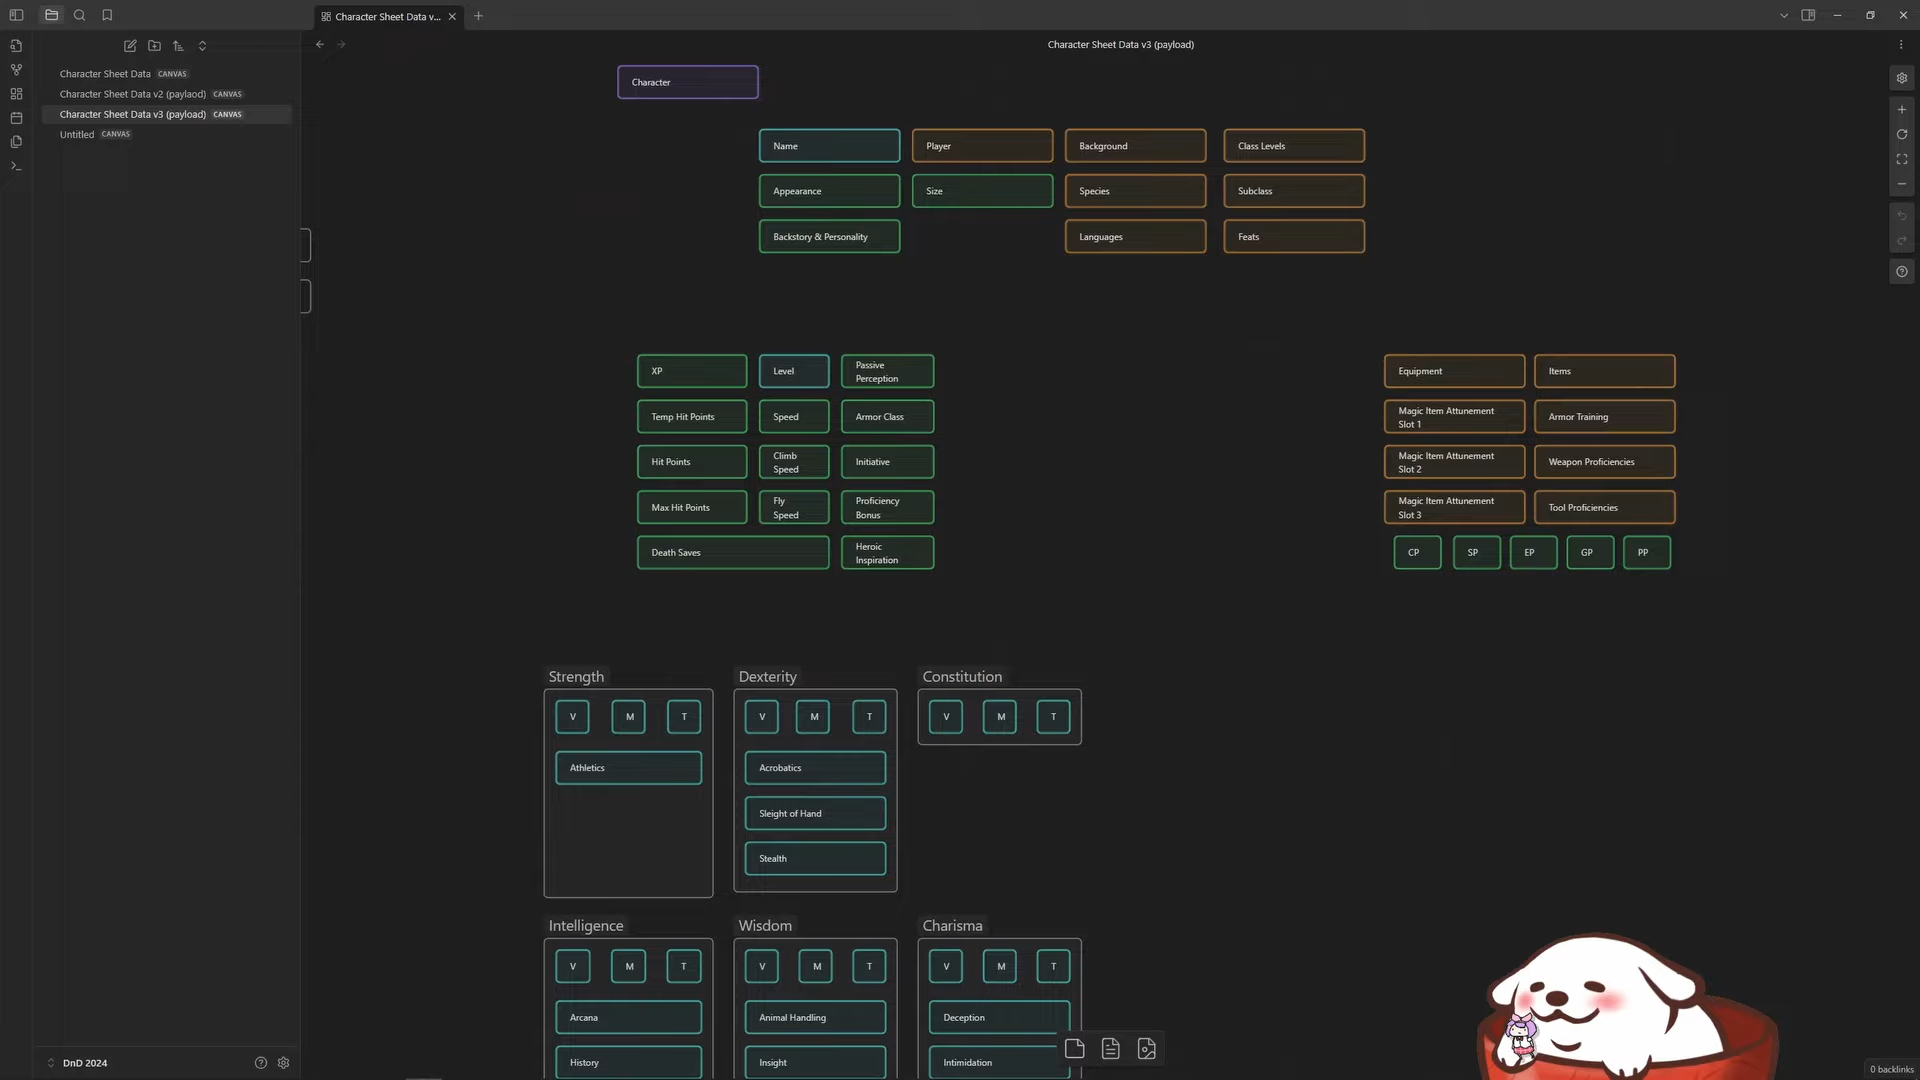 Character Sheet Data v...
Character Sheet Data v3 (payload)
Character Sheet Data CANVAS
Character Sheet Data v2 (paylaod) CANVAS
Character Sheet Data v3 (payload) CANVAS
Untitled CANVAS
Character
Name Player Background Class Levels
Appearance Size Species Subclass
Backstory & Personality Languages Feats
XP Level Passive
Perception
Temp Hit Points Speed Armor Class
Hit Points Climb
Speed Initiative
Max Hit Points Fly
Speed Proficiency
Bonus
Death Saves Heroic
Inspiration
Equipment Items
Magic Item Attunement
Slot 1 Armor Training
Magic Item Attunement
Slot 2 Weapon Proficiencies
Magic Item Attunement
Slot 3 Tool Proficiencies
CP SP EP GP PP
Strength
V M T
Athletics
Dexterity
V M T
Acrobatics
Sleight of Hand
Stealth
Constitution
V M T
Intelligence
V M T
Arcana
History
Wisdom
V M T
Animal Handling
Insight
Charisma
V M T
Deception
Intimidation
DnD 2024
0 backlinks